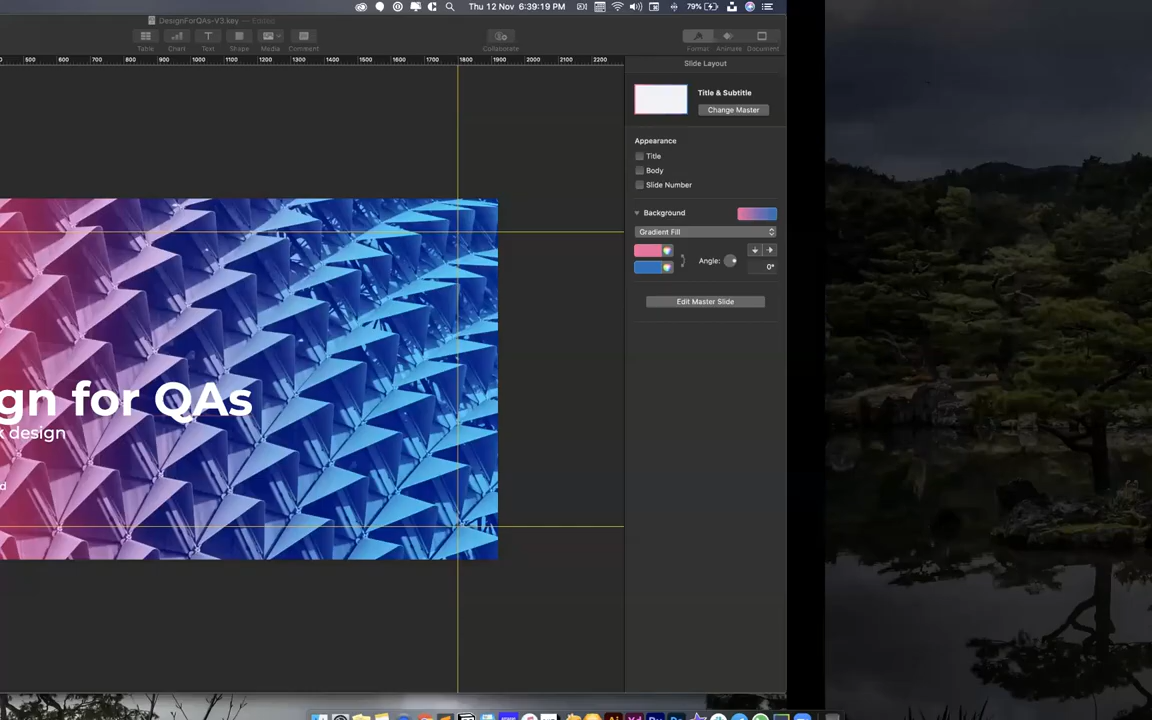 Thu 12 Nov 6:39:19 PM
79%
DesignForQAs-V3.key — Edited
Table
Chart
Text
Shape
Media
Comment
Collaborate
Format
Animate
Document
500 600 700 800 900 1000 1100 1200 1300 1400 1500 1600 1700 1800 1900 2000 2100 2200
Slide Layout
Title & Subtitle
Change Master
Appearance
Title
Body
Slide Number
Background
Gradient Fill
Angle:
0°
Edit Master Slide
gn for QAs
k design
d